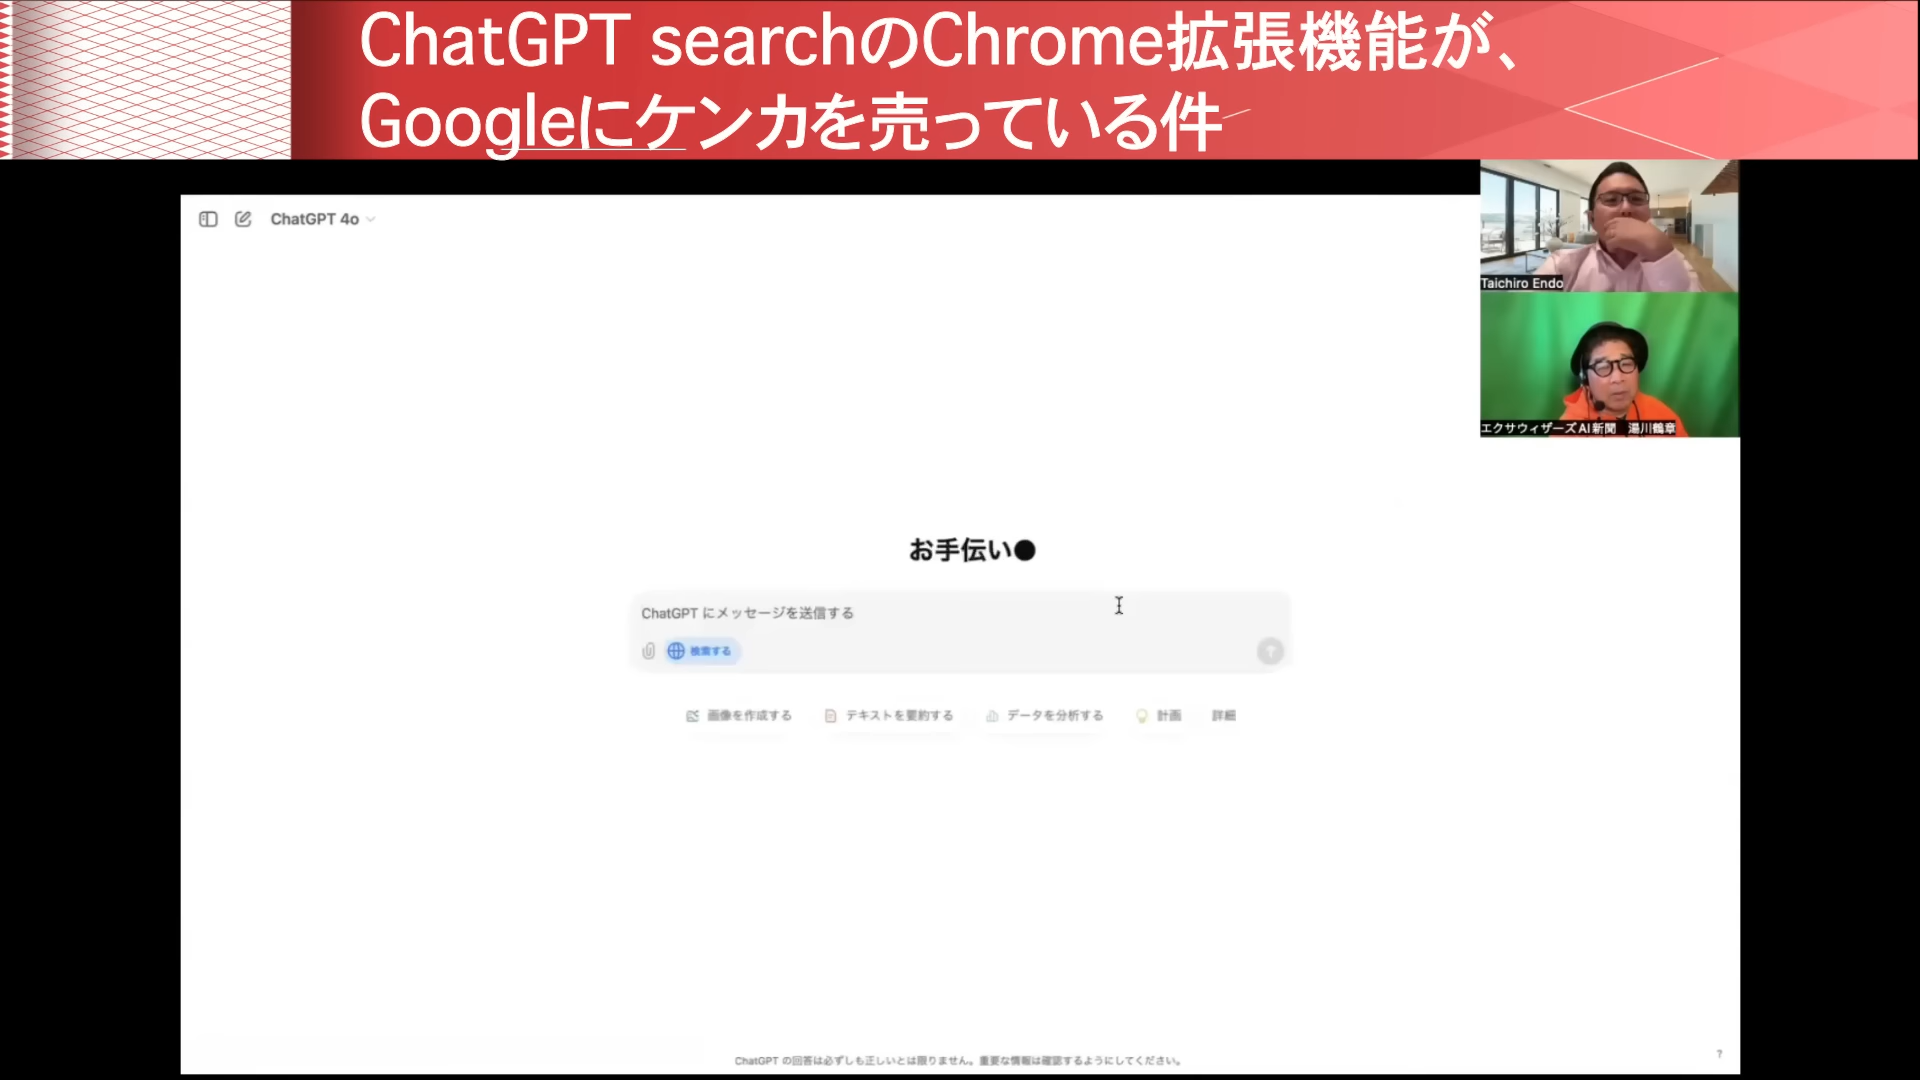 ChatGPT searchのChrome拡張機能が、
Googleにケンカを売っている件
ChatGPT 4o
Taichiro Endo
エクサウィザーズAI新聞　湯川鶴章
お手伝い●
ChatGPT にメッセージを送信する
検索する
画像を作成する
テキストを要約する
データを分析する
計画
詳細
ChatGPT の回答は必ずしも正しいとは限りません。重要な情報は確認するようにしてください。
?